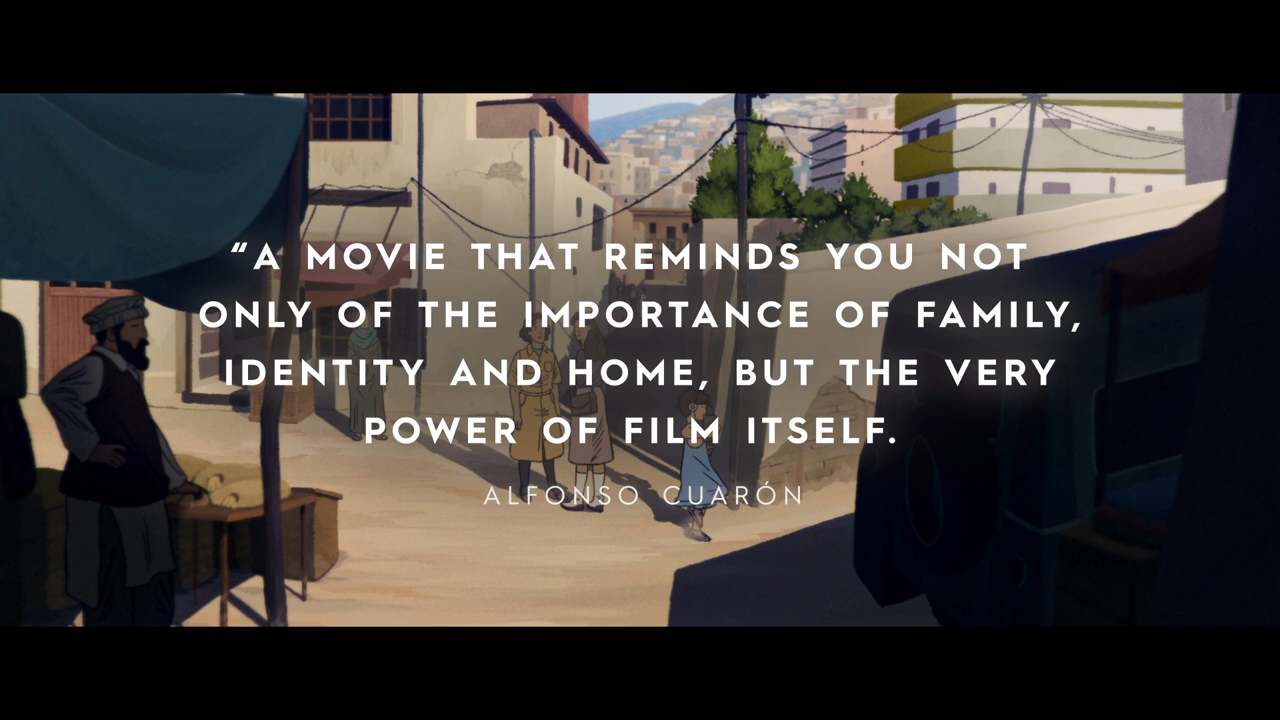 “A MOVIE THAT REMINDS YOU NOT
ONLY OF THE IMPORTANCE OF FAMILY,
IDENTITY AND HOME, BUT THE VERY
POWER OF FILM ITSELF.
ALFONSO CUARÓN